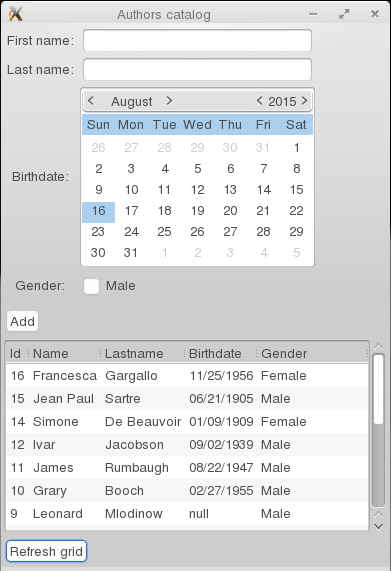 Authors catalog
First name:
Last name:
< August > < 2015 >
Sun Mon Tue Wed Thu Fri Sat
26 27 28 29 30 31 1
2 3 4 5 6 7 8
Birthdate:
9 10 11 12 13 14 15
16 17 18 19 20 21 22
23 24 25 26 27 28 29
30 31 1 2 3 4 5
Gender: Male
Add
Id Name Lastname Birthdate Gender
16 Francesca Gargallo 11/25/1956 Female
15 Jean Paul Sartre 06/21/1905 Male
14 Simone De Beauvoir 01/09/1909 Female
12 Ivar Jacobson 09/02/1939 Male
11 James Rumbaugh 08/22/1947 Male
10 Grary Booch 02/27/1955 Male
9 Leonard Mlodinow null Male
Refresh grid